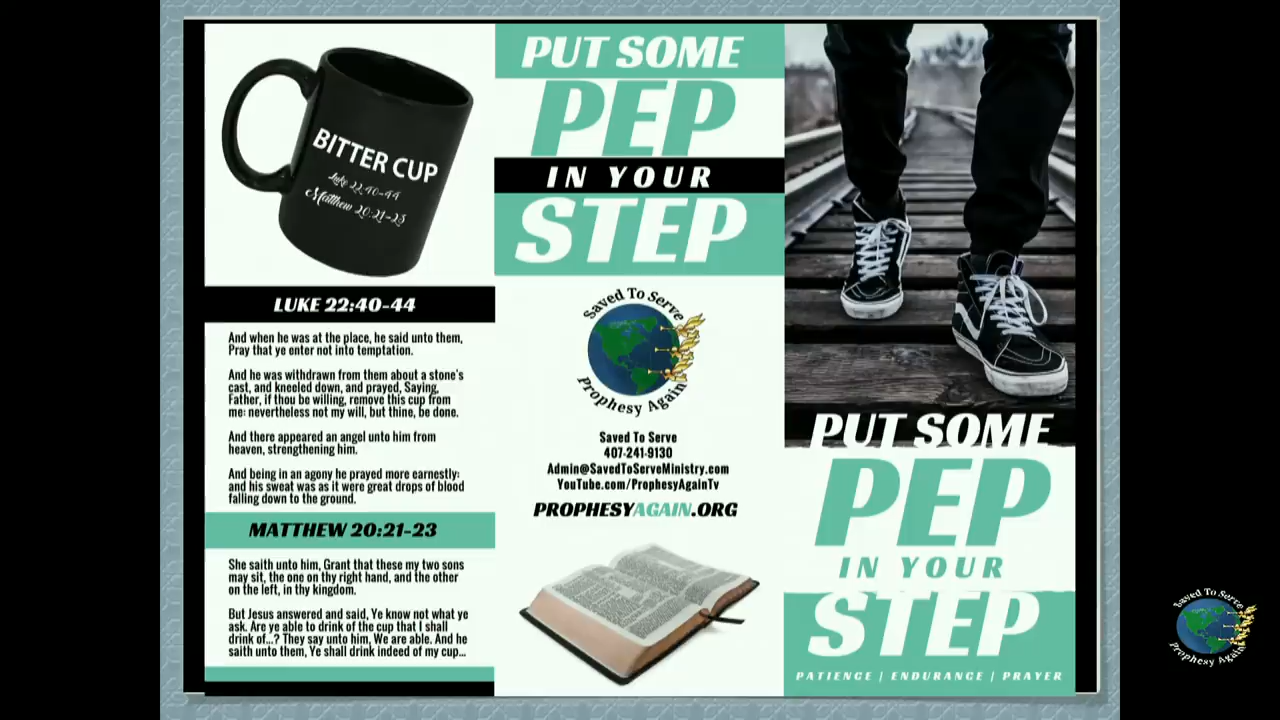 BITTER CUP
Luke 22:40-44
Matthew 20:21-23
LUKE 22:40-44
And when he was at the place, he said unto them,
Pray that ye enter not into temptation.
And he was withdrawn from them about a stone's
cast, and kneeled down, and prayed, Saying,
Father, if thou be willing, remove this cup from
me: nevertheless not my will, but thine, be done.
And there appeared an angel unto him from
heaven, strengthening him.
And being in an agony he prayed more earnestly:
and his sweat was as it were great drops of blood
falling down to the ground.
MATTHEW 20:21-23
She saith unto him, Grant that these my two sons
may sit, the one on thy right hand, and the other
on the left, in thy kingdom.
But Jesus answered and said, Ye know not what ye
ask. Are ye able to drink of the cup that I shall
drink of...? They say unto him, We are able. And he
saith unto them, Ye shall drink indeed of my cup...
PUT SOME
PEP
IN YOUR
STEP
Saved To Serve
Prophesy Again
Saved To Serve
407-241-9130
Admin@SavedToServeMinistry.com
YouTube.com/ProphesyAgainTv
PROPHESYAGAIN.ORG
PUT SOME
PEP
IN YOUR
STEP
PATIENCE | ENDURANCE | PRAYER
Saved To Serve
Prophesy Again